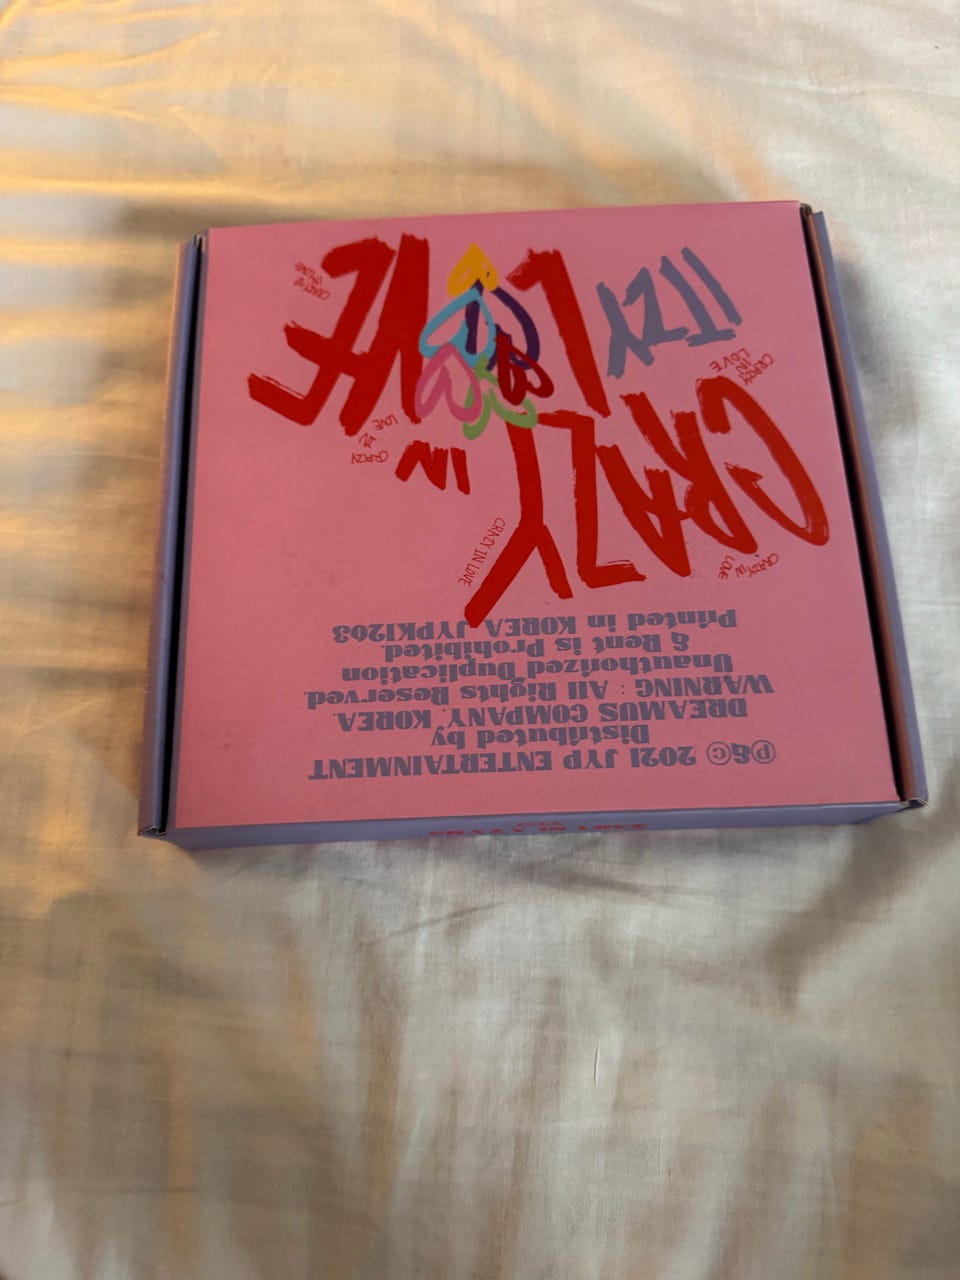 ℗&© 2021 JYP ENTERTAINMENT
Distributed by
DREAMUS COMPANY, KOREA.
WARNING : All Rights Reserved.
Unauthorized Duplication
& Rent is Prohibited.
Printed in KOREA JYPK1263
CRAZY IN
LOVE
CRAZY IN LOVE
CRAZY
IN
CRAZY
IN
LOVE
CRAZY
IN
LOVE
ITZY
LOVE
CRAZY
IN LOVE